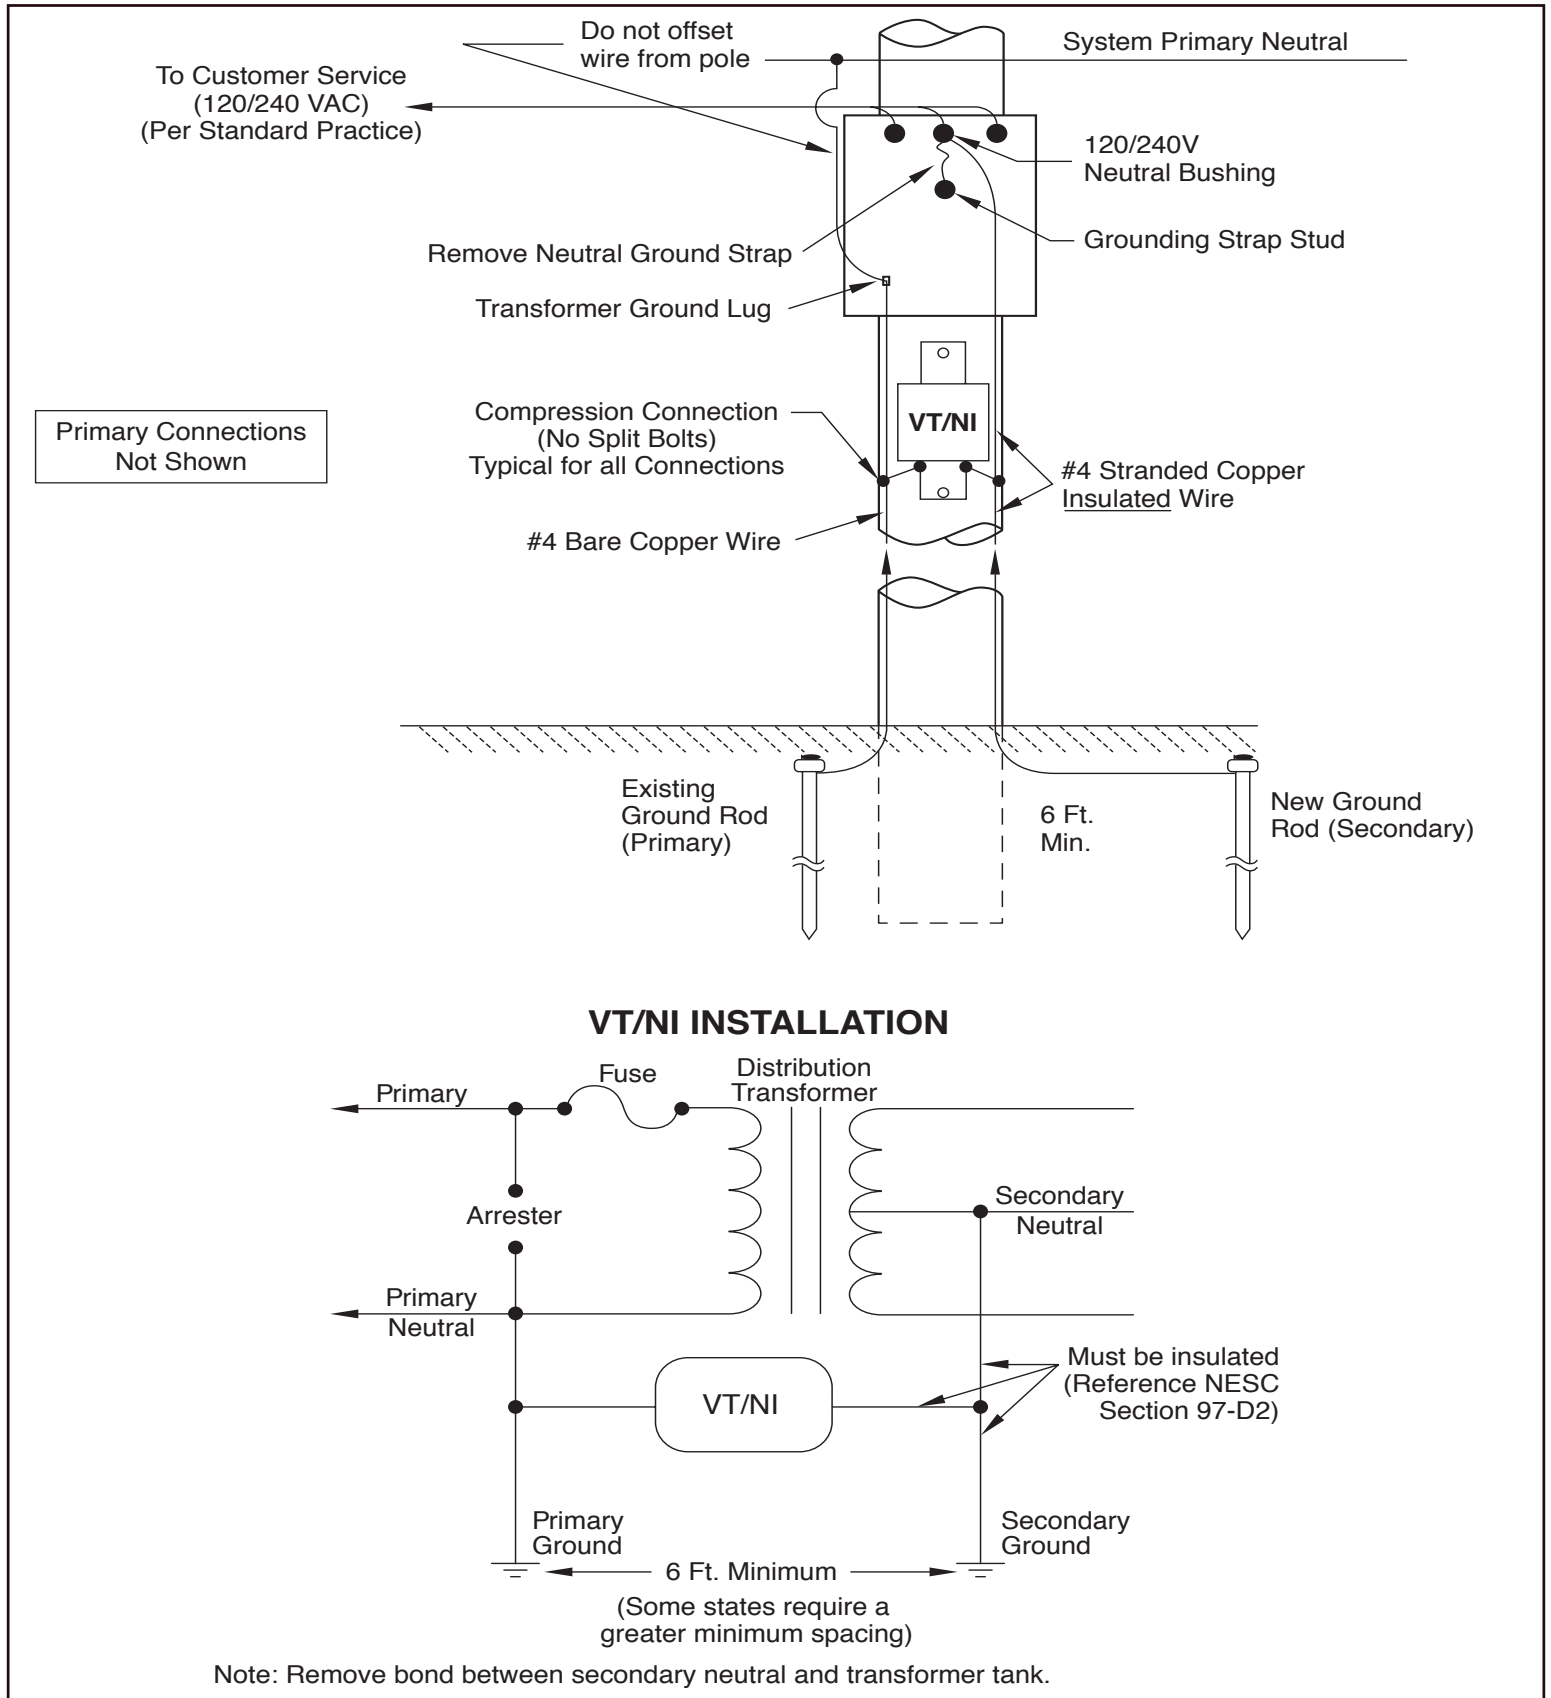 Do not offset
wire from pole
System Primary Neutral
To Customer Service
(120/240 VAC)
(Per Standard Practice)
120/240V
Neutral Bushing
Remove Neutral Ground Strap
Grounding Strap Stud
Transformer Ground Lug
Primary Connections
Not Shown
Compression Connection
(No Split Bolts)
Typical for all Connections
VT/NI
#4 Stranded Copper
Insulated Wire
#4 Bare Copper Wire
Existing
Ground Rod
(Primary)
6 Ft.
Min.
New Ground
Rod (Secondary)
VT/NI INSTALLATION
Primary
Fuse
Distribution
Transformer
Arrester
Secondary
Neutral
Primary
Neutral
VT/NI
Must be insulated
(Reference NESC
Section 97-D2)
Primary
Ground
Secondary
Ground
6 Ft. Minimum
(Some states require a
greater minimum spacing)
Note: Remove bond between secondary neutral and transformer tank.